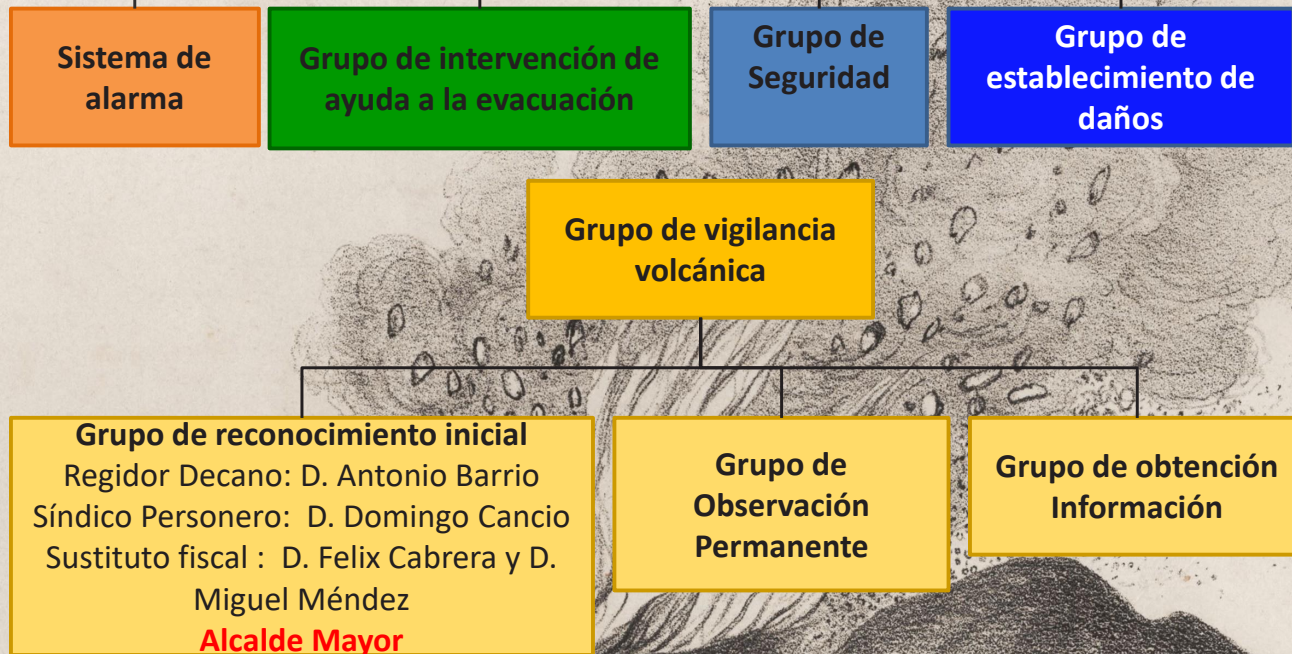 Sistema de
alarma
Grupo de intervención de
ayuda a la evacuación
Grupo de
Seguridad
Grupo de
establecimiento de
daños
Grupo de vigilancia
volcánica
Grupo de reconocimiento inicial
Regidor Decano: D. Antonio Barrio
Síndico Personero: D. Domingo Cancio
Sustituto fiscal : D. Felix Cabrera y D.
Miguel Méndez
Alcalde Mayor
Grupo de
Observación
Permanente
Grupo de obtención
Información